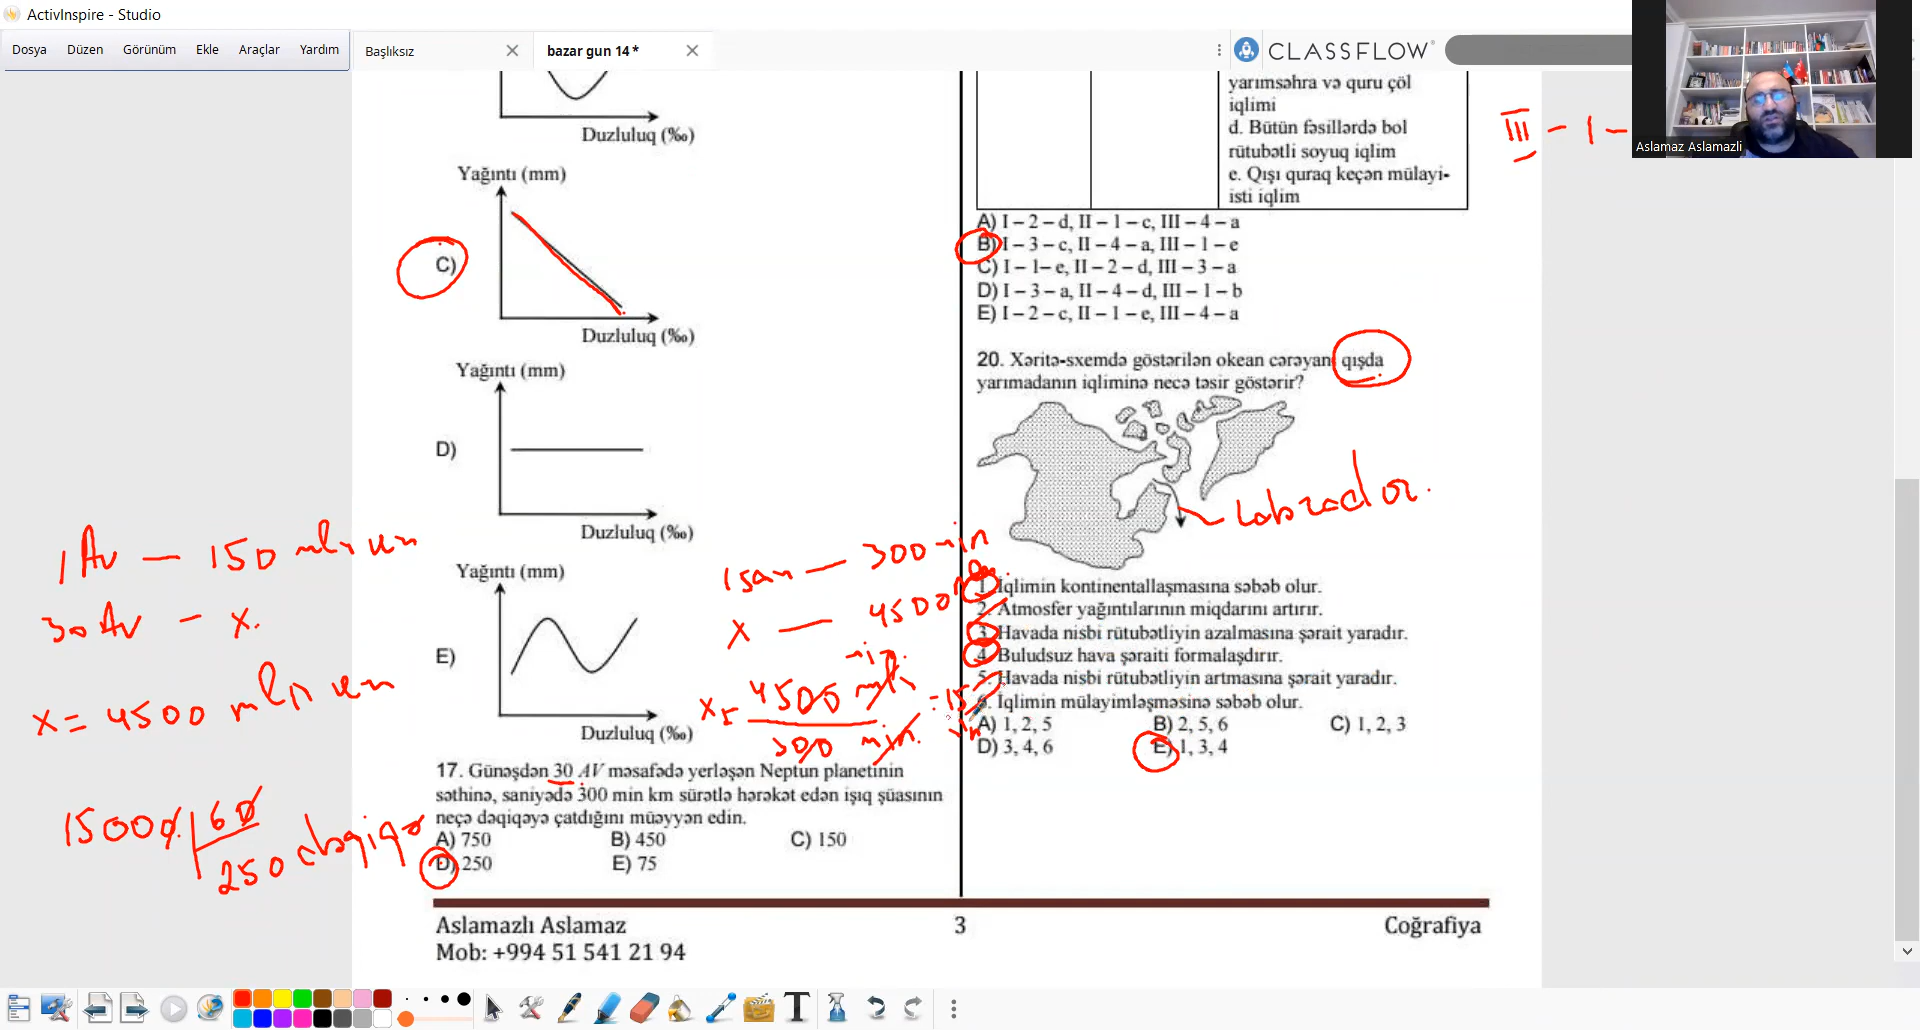 ActivInspire - Studio
Dosya Düzen Görünüm Ekle Araçlar Yardım
Başlıksız
bazar gun 14 *
CLASSFLOW
Aslamaz Aslamazli
Duzluluq (‰)
Yağıntı (mm)
C)
Duzluluq (‰)
Yağıntı (mm)
D)
Duzluluq (‰)
Yağıntı (mm)
E)
Duzluluq (‰)
17. Günəşdən 30 AV məsafədə yerləşən Neptun planetinin
səthinə, saniyədə 300 min km sürətlə hərəkət edən işıq şüasının
neçə dəqiqəyə çatdığını müəyyən edin.
A) 750 B) 450 C) 150
D) 250 E) 75
1 AV — 150 mln km
30 AV — x.
x = 4500 mln km
15000 | 60
250 dəqiqə
1 san — 300 min
x — 4500
x = 4500 mln
300 min.
yarımsəhra və quru çöl
iqlimi
d. Bütün fəsillərdə bol
rütubətli soyuq iqlim
e. Qışı quraq keçən mülayi-
isti iqlim
III – 1 –
A) I – 2 – d, II – 1 – c, III – 4 – a
B) I – 3 – c, II – 4 – a, III – 1 – e
C) I – 1– e, II – 2 – d, III – 3 – a
D) I – 3 – a, II – 4 – d, III – 1 – b
E) I – 2 – c, II – 1 – e, III – 4 – a
20. Xəritə-sxemdə göstərilən okean cərəyanı qışda
yarımadanın iqliminə necə təsir göstərir?
Labrador.
1. İqlimin kontinentallaşmasına səbəb olur.
2. Atmosfer yağıntılarının miqdarını artırır.
3. Havada nisbi rütubətliyin azalmasına şərait yaradır.
4. Buludsuz hava şəraiti formalaşdırır.
5. Havada nisbi rütubətliyin artmasına şərait yaradır.
6. İqlimin mülayimləşməsinə səbəb olur.
A) 1, 2, 5 B) 2, 5, 6 C) 1, 2, 3
D) 3, 4, 6 E) 1, 3, 4
Aslamazlı Aslamaz 3 Coğrafiya
Mob: +994 51 541 21 94